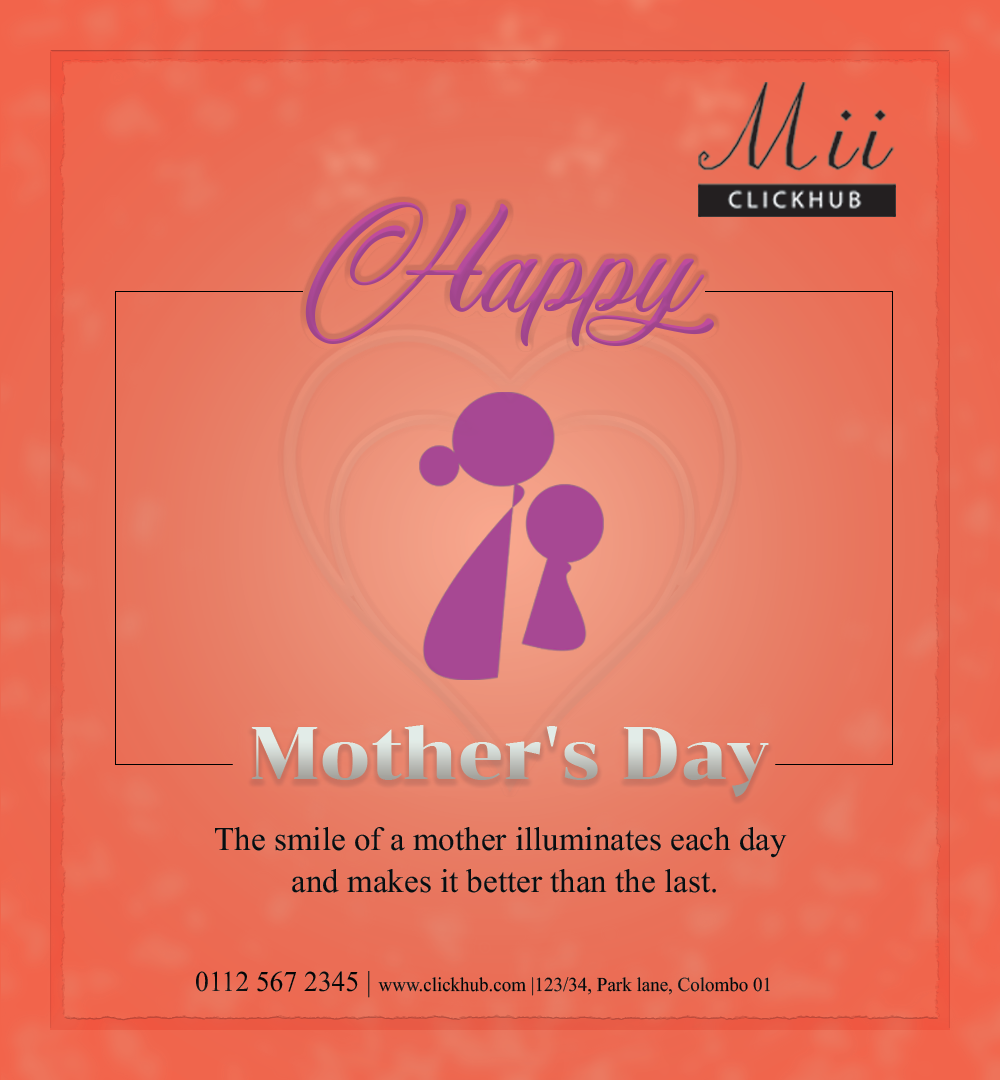 Mii
CLICKHUB
Happy
Mother's Day
The smile of a mother illuminates each day
and makes it better than the last.
0112 567 2345 | www.clickhub.com |123/34, Park lane, Colombo 01